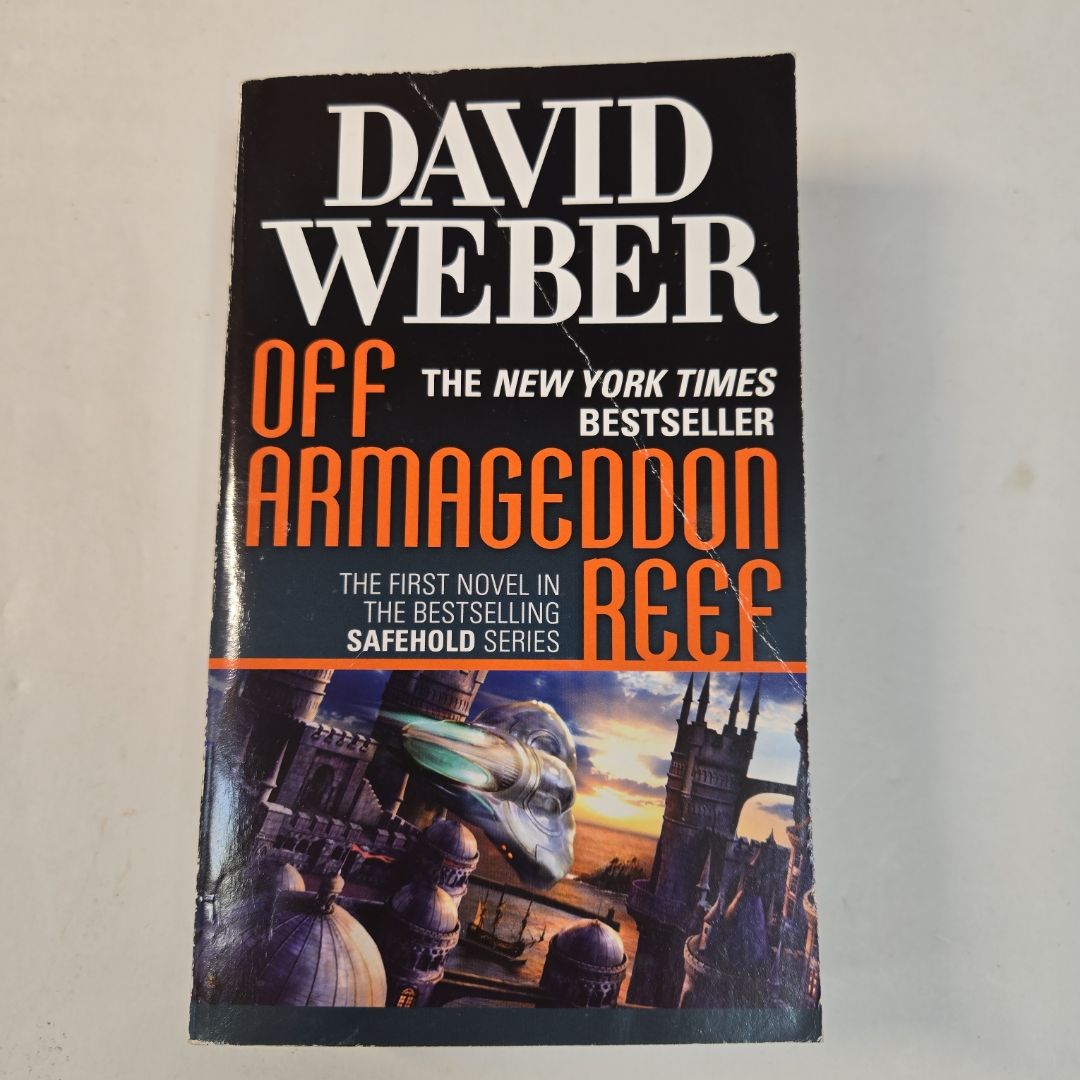 DAVID
WEBER
OFF
THE NEW YORK TIMES
BESTSELLER
ARMAGEDDON
REEF
THE FIRST NOVEL IN
THE BESTSELLING
SAFEHOLD SERIES